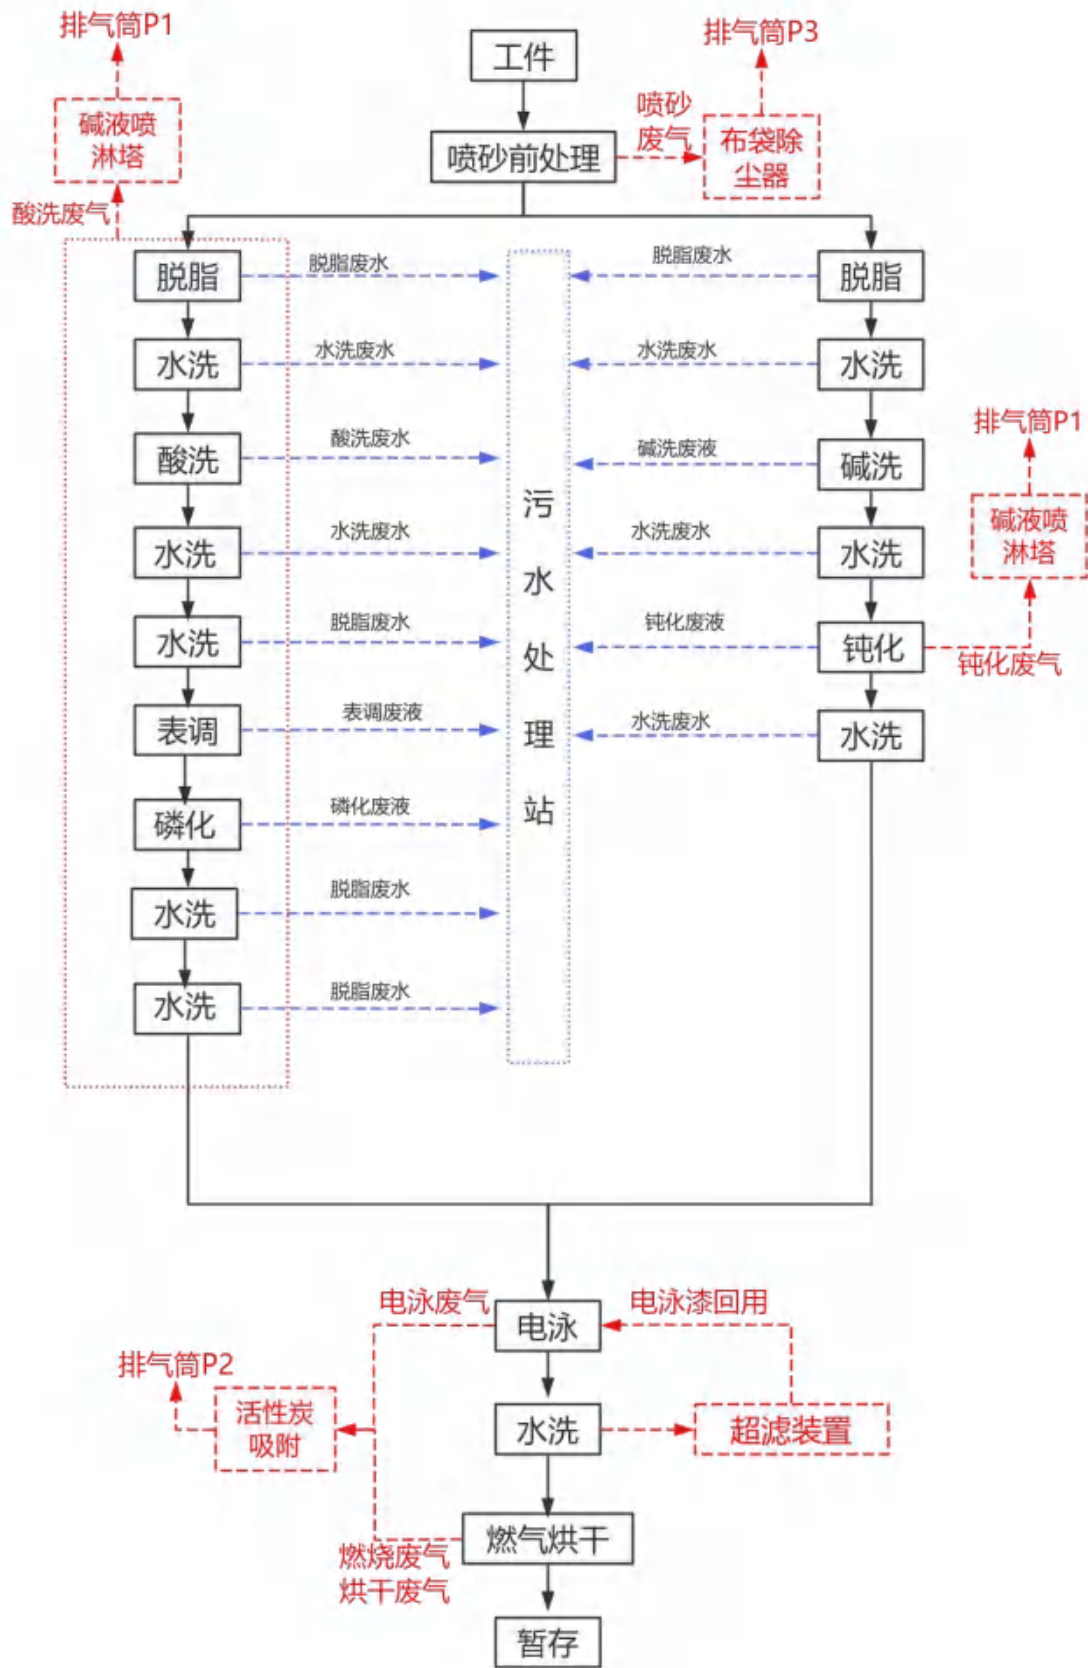 排气筒P1
工件
排气筒P3
碱液喷
淋塔
喷砂
废气
喷砂前处理
布袋除
尘器
酸洗废气
脱脂
脱脂废水
脱脂废水
脱脂
水洗
水洗废水
水洗废水
水洗
酸洗
酸洗废水
碱洗废液
碱洗
排气筒P1
污
水
处
理
站
水洗
水洗废水
水洗废水
水洗
碱液喷
淋塔
水洗
脱脂废水
钝化废液
钝化
钝化废气
表调
表调废液
水洗废水
水洗
磷化
磷化废液
水洗
脱脂废水
水洗
脱脂废水
电泳废气
电泳
电泳漆回用
排气筒P2
活性炭
吸附
水洗
超滤装置
燃烧废气
烘干废气
燃气烘干
暂存